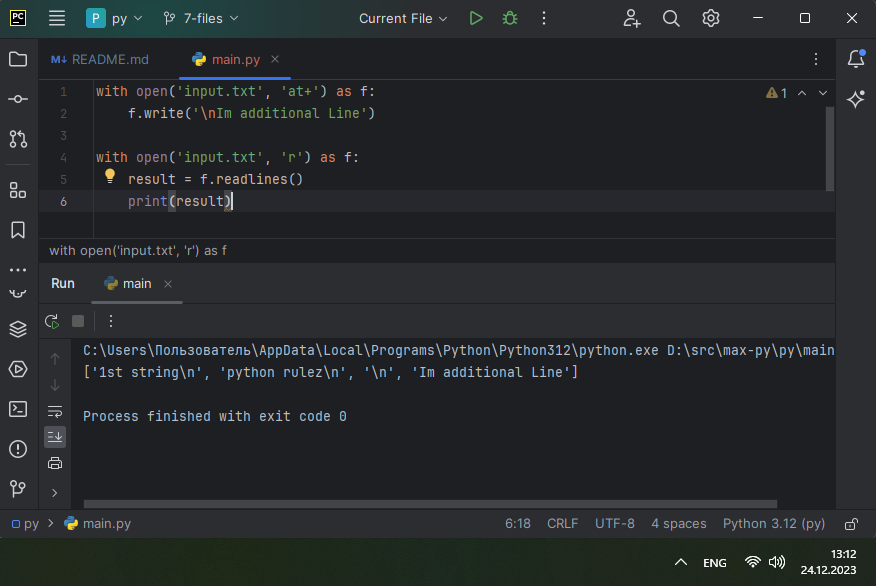 PC P py 7-files Current File
M↓ README.md main.py
1 with open('input.txt', 'at+') as f:
2 f.write('\nIm additional Line')
3
4 with open('input.txt', 'r') as f:
5 result = f.readlines()
6 print(result)
1
with open('input.txt', 'r') as f
Run main
C:\Users\Пользователь\AppData\Local\Programs\Python\Python312\python.exe D:\src\max-py\py\main
['1st string\n', 'python rulez\n', '\n', 'Im additional Line']
Process finished with exit code 0
py main.py 6:18 CRLF UTF-8 4 spaces Python 3.12 (py)
ENG 13:12
24.12.2023